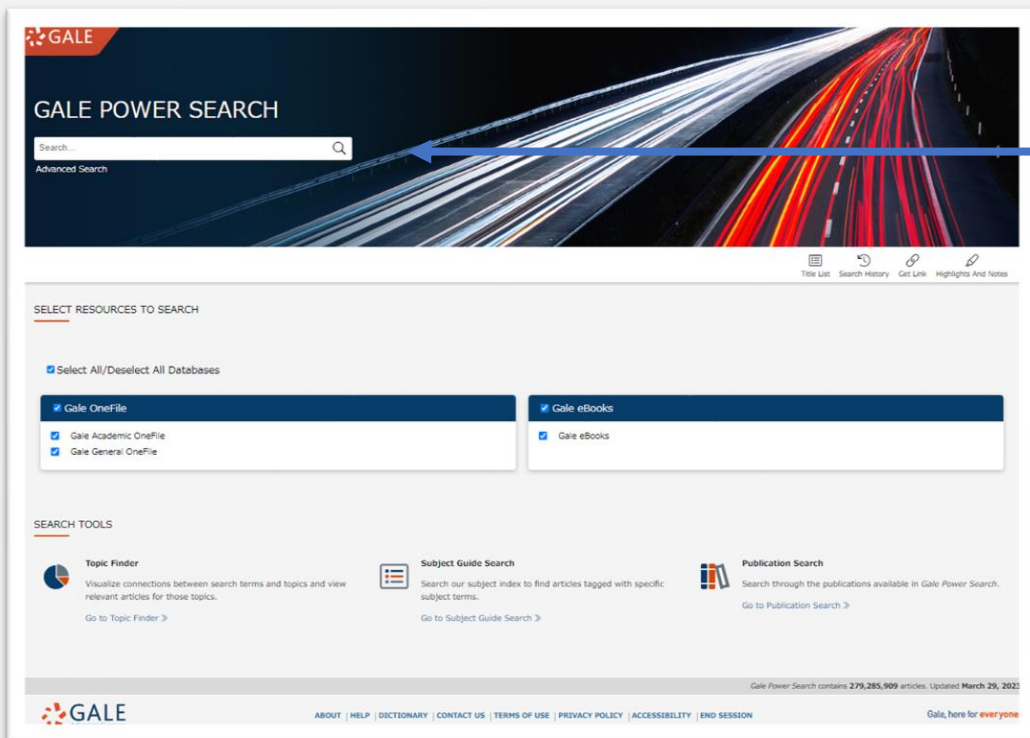 GALE
GALE POWER SEARCH
Search...
Advanced Search
Title List Search History Get Link Highlights And Notes
SELECT RESOURCES TO SEARCH
Select All/Deselect All Databases
Gale OneFile
Gale Academic OneFile
Gale General OneFile
Gale eBooks
Gale eBooks
SEARCH TOOLS
Topic Finder
Visualize connections between search terms and topics and view
relevant articles for those topics.
Go to Topic Finder »
Subject Guide Search
Search our subject index to find articles tagged with specific
subject terms.
Go to Subject Guide Search »
Publication Search
Search through the publications available in Gale Power Search.
Go to Publication Search »
Gale Power Search contains 279,285,909 articles. Updated March 29, 2023
GALE
ABOUT | HELP | DICTIONARY | CONTACT US | TERMS OF USE | PRIVACY POLICY | ACCESSIBILITY | END SESSION
Gale, here for everyone